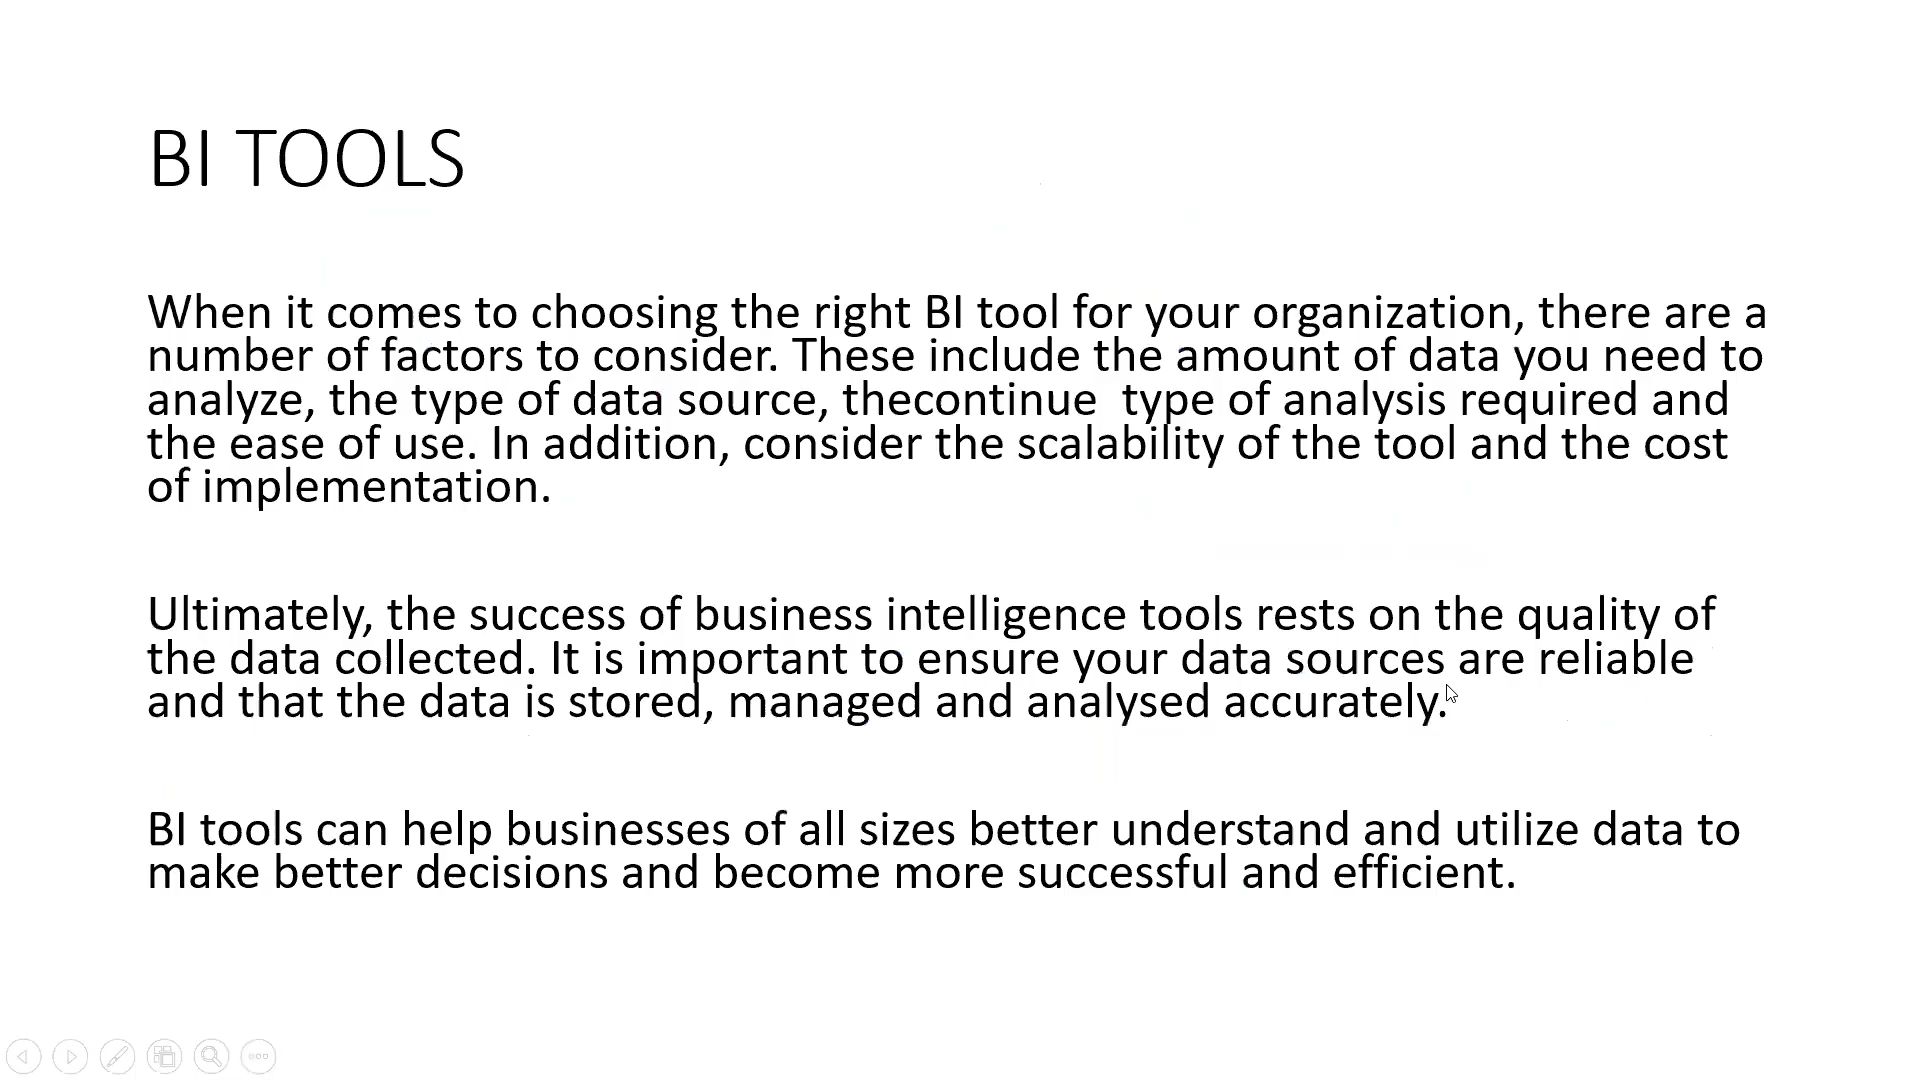 BI TOOLS
When it comes to choosing the right BI tool for your organization, there are a
number of factors to consider. These include the amount of data you need to
analyze, the type of data source, thecontinue  type of analysis required and
the ease of use. In addition, consider the scalability of the tool and the cost
of implementation.
Ultimately, the success of business intelligence tools rests on the quality of
the data collected. It is important to ensure your data sources are reliable
and that the data is stored, managed and analysed accurately.
BI tools can help businesses of all sizes better understand and utilize data to
make better decisions and become more successful and efficient.